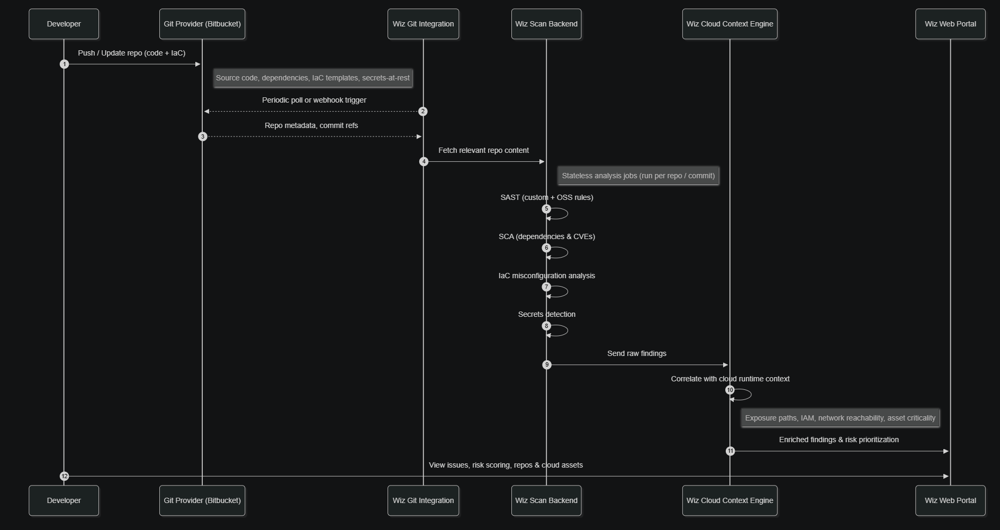 Developer
Git Provider (Bitbucket)
Wiz Git Integration
Wiz Scan Backend
Wiz Cloud Context Engine
Wiz Web Portal
Push / Update repo (code + IaC)
1
Source code, dependencies, IaC templates, secrets-at-rest
Periodic poll or webhook trigger
2
Repo metadata, commit refs
3
Fetch relevant repo content
4
Stateless analysis jobs (run per repo / commit)
SAST (custom + OSS rules)
5
SCA (dependencies & CVEs)
6
IaC misconfiguration analysis
7
Secrets detection
8
Send raw findings
9
Correlate with cloud runtime context
10
Exposure paths, IAM, network reachability, asset criticality
Enriched findings & risk prioritization
11
View issues, risk scoring, repos & cloud assets
12
Developer
Git Provider (Bitbucket)
Wiz Git Integration
Wiz Scan Backend
Wiz Cloud Context Engine
Wiz Web Portal